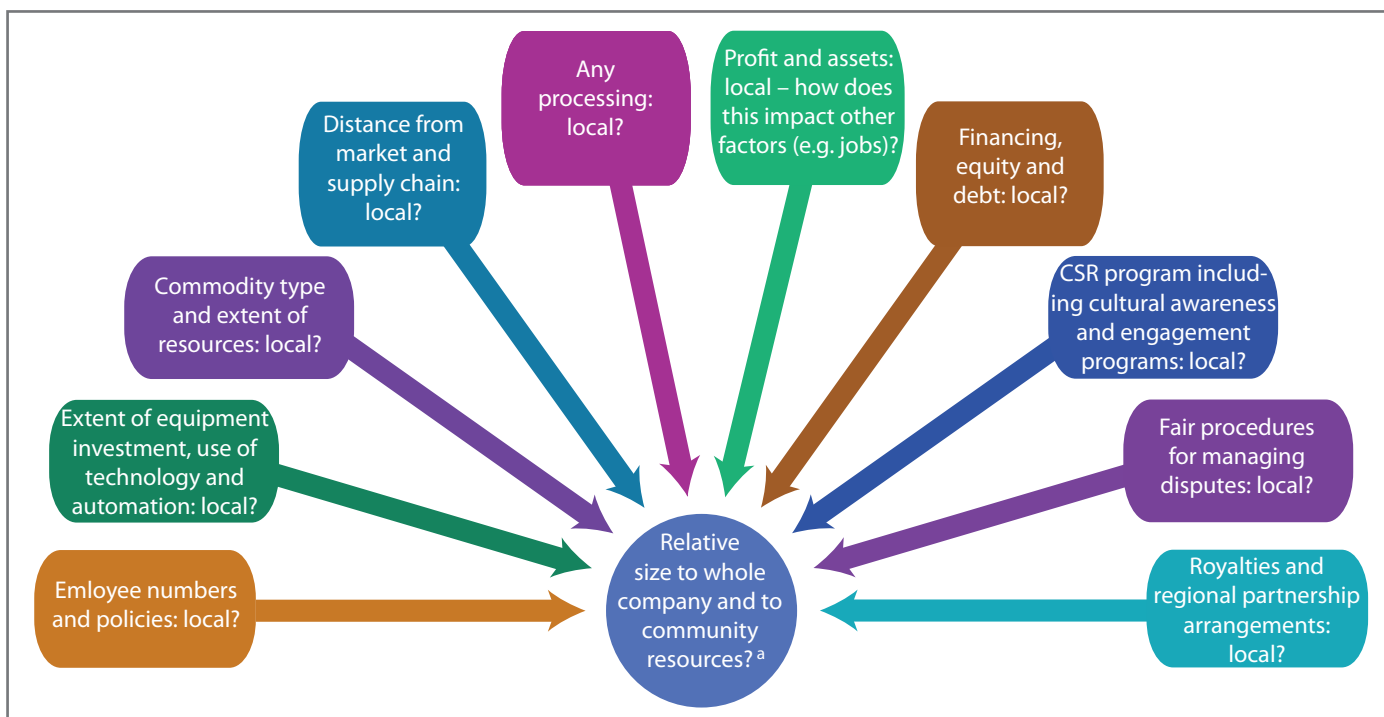 Emloyee numbers
and policies: local?
Extent of equipment
investment, use of
technology and
automation: local?
Commodity type
and extent of
resources: local?
Distance from
market and
supply chain:
local?
Any
processing:
local?
Profit and assets:
local – how does
this impact other
factors (e.g. jobs)?
Financing,
equity and
debt: local?
CSR program includ-
ing cultural awareness
and engagement
programs: local?
Fair procedures
for managing
disputes: local?
Royalties and
regional partnership
arrangements:
local?
Relative
size to whole
company and to
community
resources? a